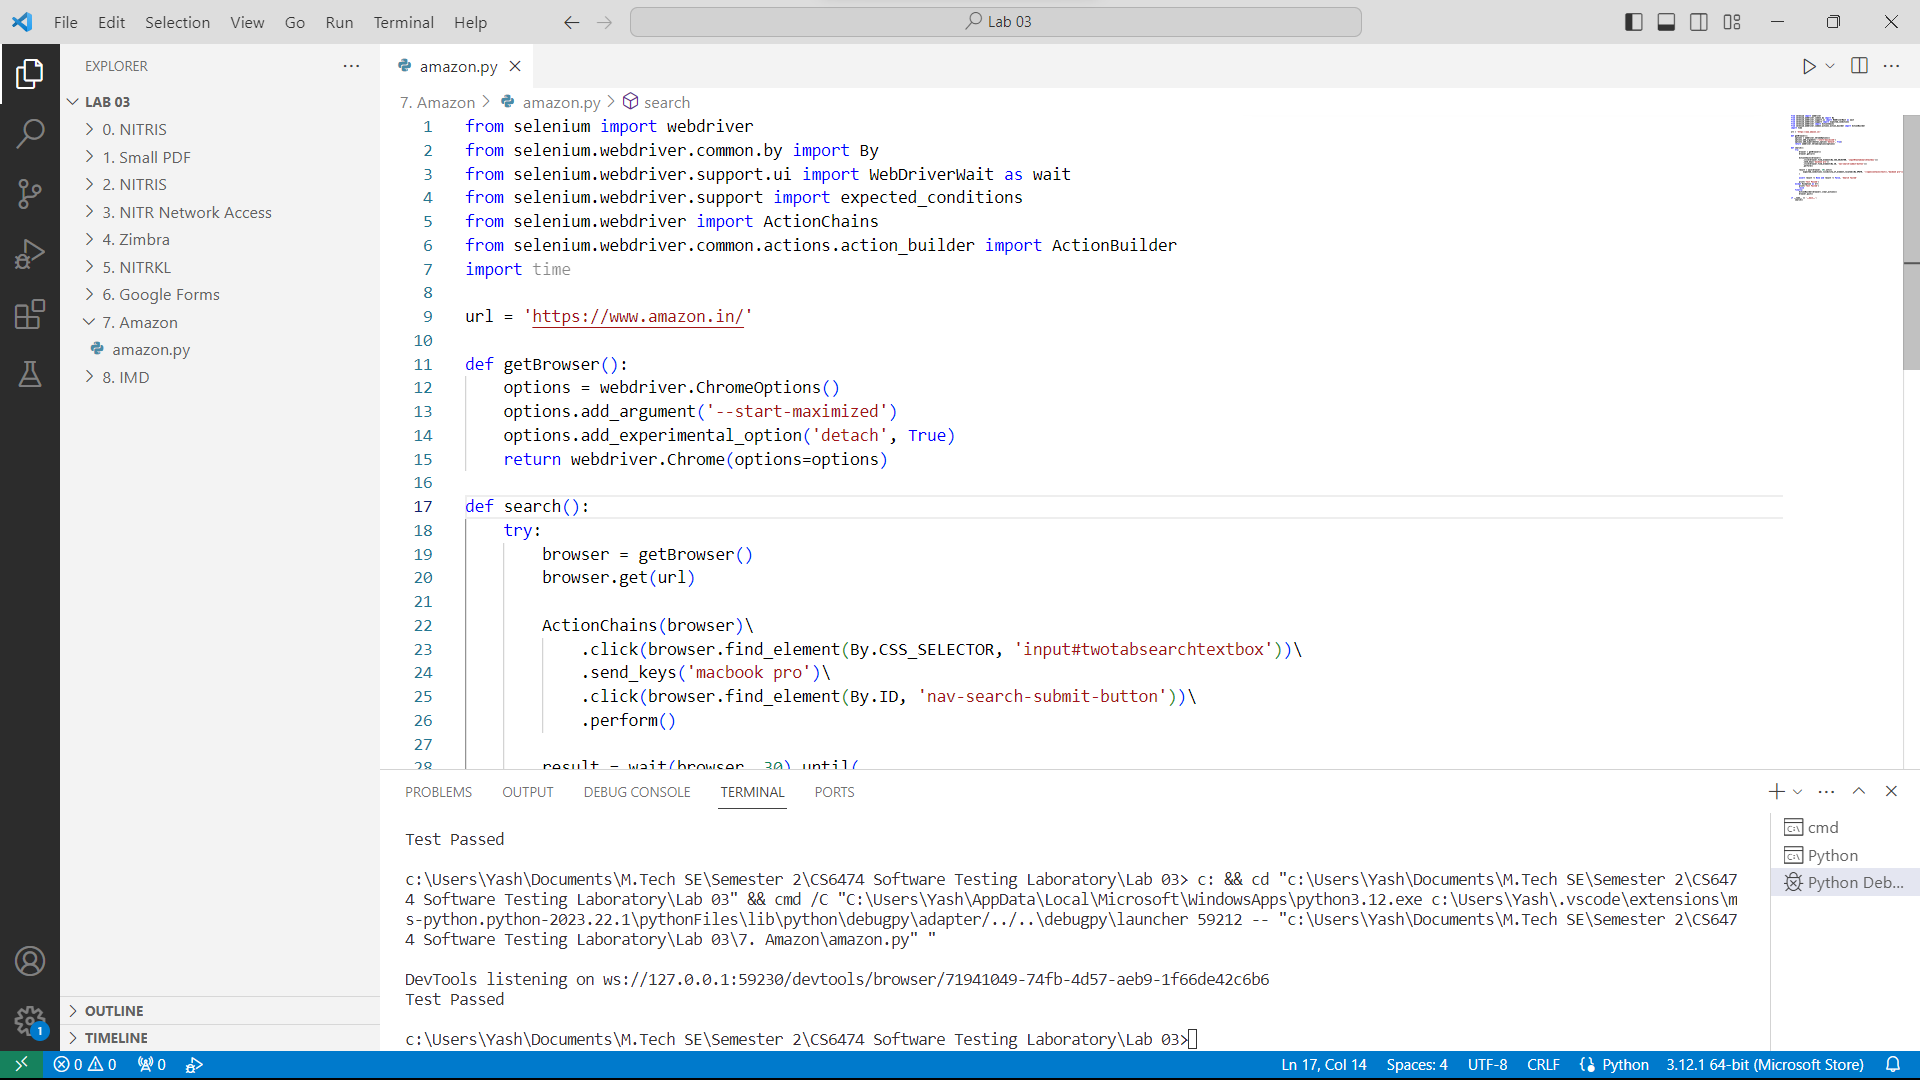 File Edit Selection View Go Run Terminal Help
Lab 03
EXPLORER
LAB 03
0. NITRIS
1. Small PDF
2. NITRIS
3. NITR Network Access
4. Zimbra
5. NITRKL
6. Google Forms
7. Amazon
amazon.py
8. IMD
OUTLINE
TIMELINE
amazon.py
7. Amazon > amazon.py > search
1 from selenium import webdriver
2 from selenium.webdriver.common.by import By
3 from selenium.webdriver.support.ui import WebDriverWait as wait
4 from selenium.webdriver.support import expected_conditions
5 from selenium.webdriver import ActionChains
6 from selenium.webdriver.common.actions.action_builder import ActionBuilder
7 import time
8
9 url = 'https://www.amazon.in/'
10
11 def getBrowser():
12 options = webdriver.ChromeOptions()
13 options.add_argument('--start-maximized')
14 options.add_experimental_option('detach', True)
15 return webdriver.Chrome(options=options)
16
17 def search():
18 try:
19 browser = getBrowser()
20 browser.get(url)
21
22 ActionChains(browser)\
23 .click(browser.find_element(By.CSS_SELECTOR, 'input#twotabsearchtextbox'))\
24 .send_keys('macbook pro')\
25 .click(browser.find_element(By.ID, 'nav-search-submit-button'))\
26 .perform()
27
28 result = wait(browser, 30).until(
PROBLEMS OUTPUT DEBUG CONSOLE TERMINAL PORTS
Test Passed
c:\Users\Yash\Documents\M.Tech SE\Semester 2\CS6474 Software Testing Laboratory\Lab 03> c: && cd "c:\Users\Yash\Documents\M.Tech SE\Semester 2\CS647
4 Software Testing Laboratory\Lab 03" && cmd /C "C:\Users\Yash\AppData\Local\Microsoft\WindowsApps\python3.12.exe c:\Users\Yash\.vscode\extensions\m
s-python.python-2023.22.1\pythonFiles\lib\python\debugpy\adapter/../..\debugpy\launcher 59212 -- "c:\Users\Yash\Documents\M.Tech SE\Semester 2\CS647
4 Software Testing Laboratory\Lab 03\7. Amazon\amazon.py" "
DevTools listening on ws://127.0.0.1:59230/devtools/browser/71941049-74fb-4d57-aeb9-1f66de42c6b6
Test Passed
c:\Users\Yash\Documents\M.Tech SE\Semester 2\CS6474 Software Testing Laboratory\Lab 03>
cmd
Python
Python Deb...
1
0 0 0 Ln 17, Col 14 Spaces: 4 UTF-8 CRLF Python 3.12.1 64-bit (Microsoft Store)